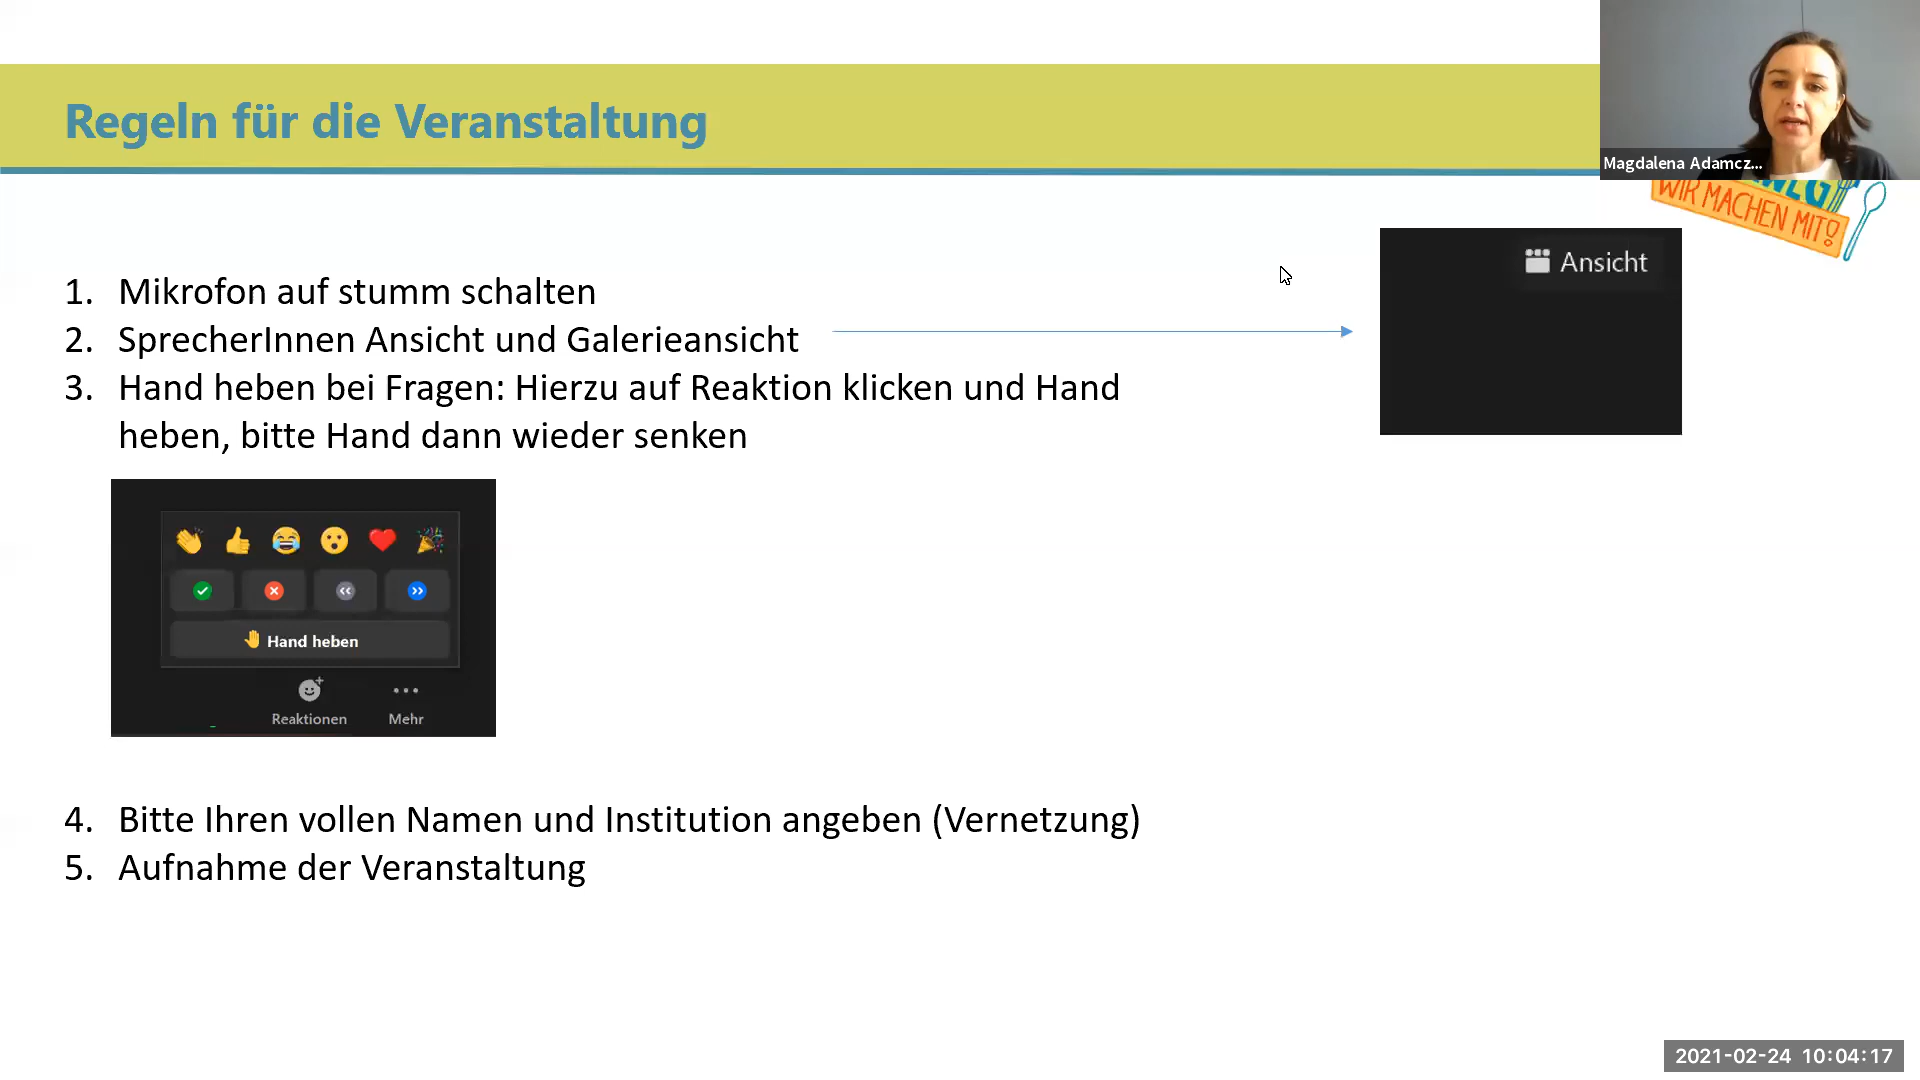 Regeln für die Veranstaltung
Magdalena Adamcz...
WIR MACHEN MIT!
Ansicht
1. Mikrofon auf stumm schalten
2. SprecherInnen Ansicht und Galerieansicht
3. Hand heben bei Fragen: Hierzu auf Reaktion klicken und Hand
heben, bitte Hand dann wieder senken
Hand heben
Reaktionen Mehr
4. Bitte Ihren vollen Namen und Institution angeben (Vernetzung)
5. Aufnahme der Veranstaltung
2021-02-24 10:04:17